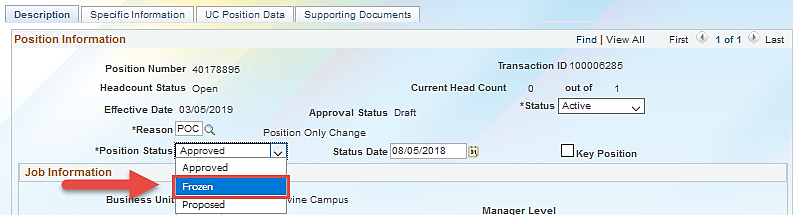 Description Specific Information UC Position Data Supporting Documents
Position Information Find | View All First 1 of 1 Last
Position Number 40178895 Transaction ID 100006285
Headcount Status Open Current Head Count 0 out of 1
Effective Date 03/05/2019 Approval Status Draft *Status Active
*Reason POC Position Only Change
*Position Status Approved Status Date 08/05/2018 Key Position
Approved
Job Information
Frozen
Business Unit vine Campus
Proposed
Manager Level